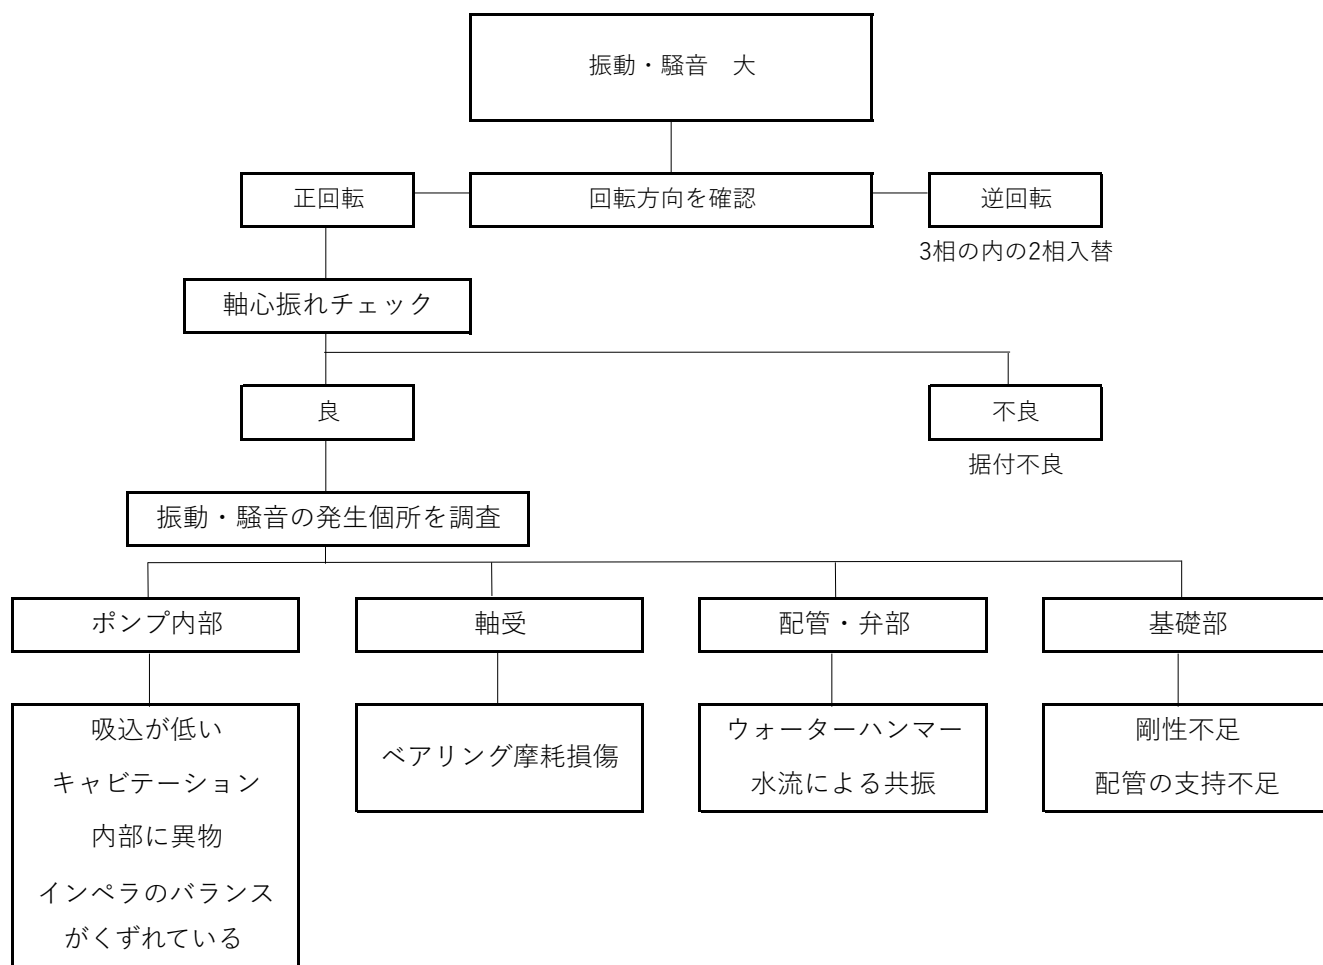 振動・騒音　大
正回転
回転方向を確認
逆回転
3相の内の2相入替
軸心振れチェック
良
不良
据付不良
振動・騒音の発生個所を調査
ポンプ内部
軸受
配管・弁部
基礎部
吸込が低い
キャビテーション
内部に異物
インペラのバランス
がくずれている
ベアリング摩耗損傷
ウォーターハンマー
水流による共振
剛性不足
配管の支持不足